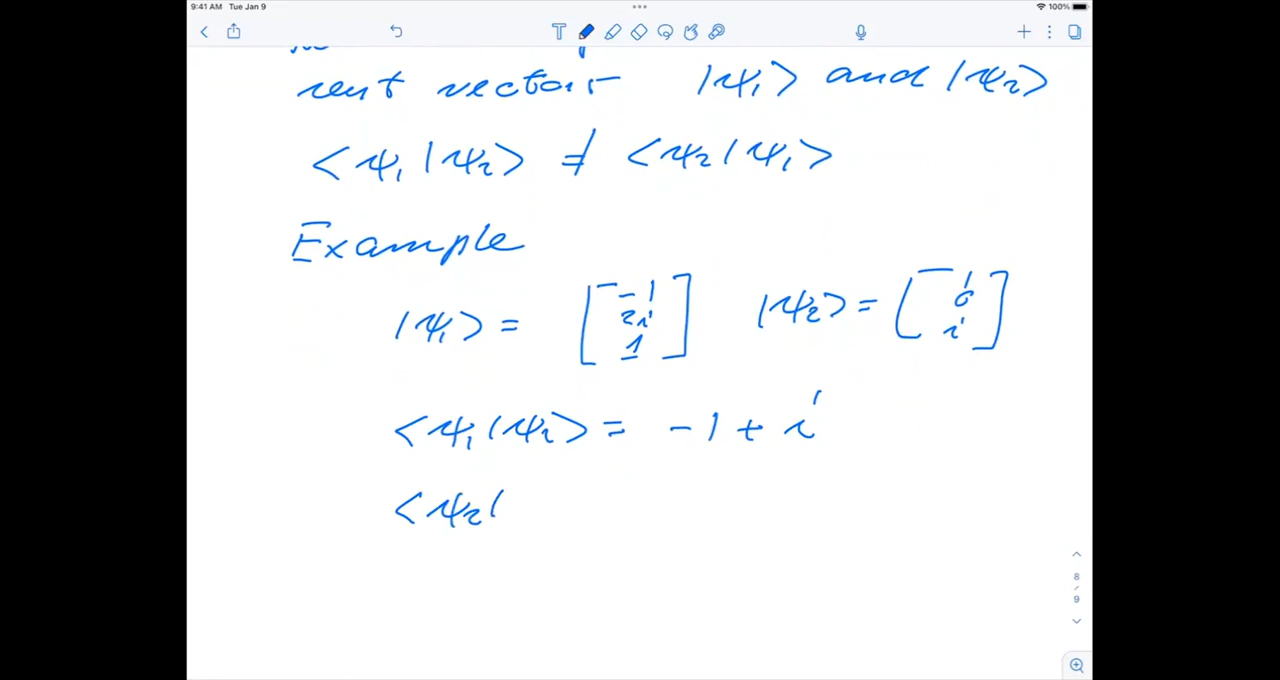 9:41 AM Tue Jan 9
100%
rent vectors |ψ₁> and |ψ₂>
<ψ₁|ψ₂> ≠ <ψ₂|ψ₁>
Example
|ψ₁> = [-1 2i 1] |ψ₂> = [1 0 i]
<ψ₁|ψ₂> = -1 + i
<ψ₂|
8
/
9